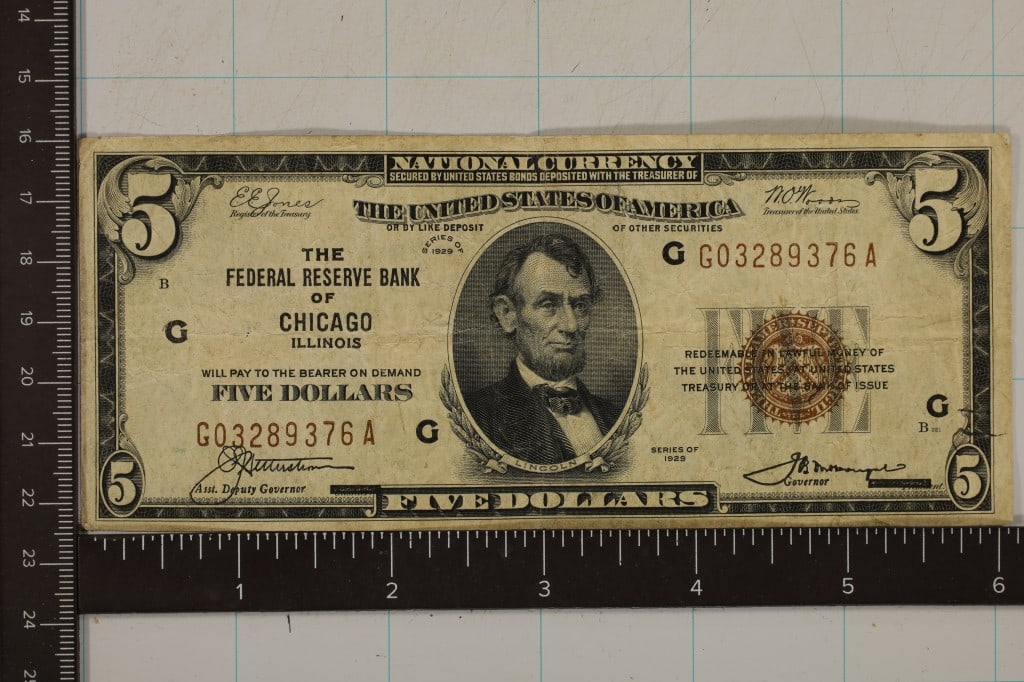 14
15
16
17
18
19
20
21
22
23
24
25
NATIONAL CURRENCY
SECURED BY UNITED STATES BONDS DEPOSITED WITH THE TREASURER OF
5
5
E.E. Jones
Register of the Treasury.
THE UNITED STATES OF AMERICA
W.O. Woods
Treasurer of the United States.
OR BY LIKE DEPOSIT
OF OTHER SECURITIES
SERIES OF
1929
THE
FEDERAL RESERVE BANK
OF
CHICAGO
ILLINOIS
G G03289376A
B
G
WILL PAY TO THE BEARER ON DEMAND
FIVE DOLLARS
FIVE
REDEEMABLE IN LAWFUL MONEY OF
THE UNITED STATES AT UNITED STATES
TREASURY OR AT THE BANK OF ISSUE
G03289376A
G
G
B
LINCOLN
SERIES OF
1929
5
5
Asst. Deputy Governor
Governor
FIVE DOLLARS
1 2 3 4 5 6